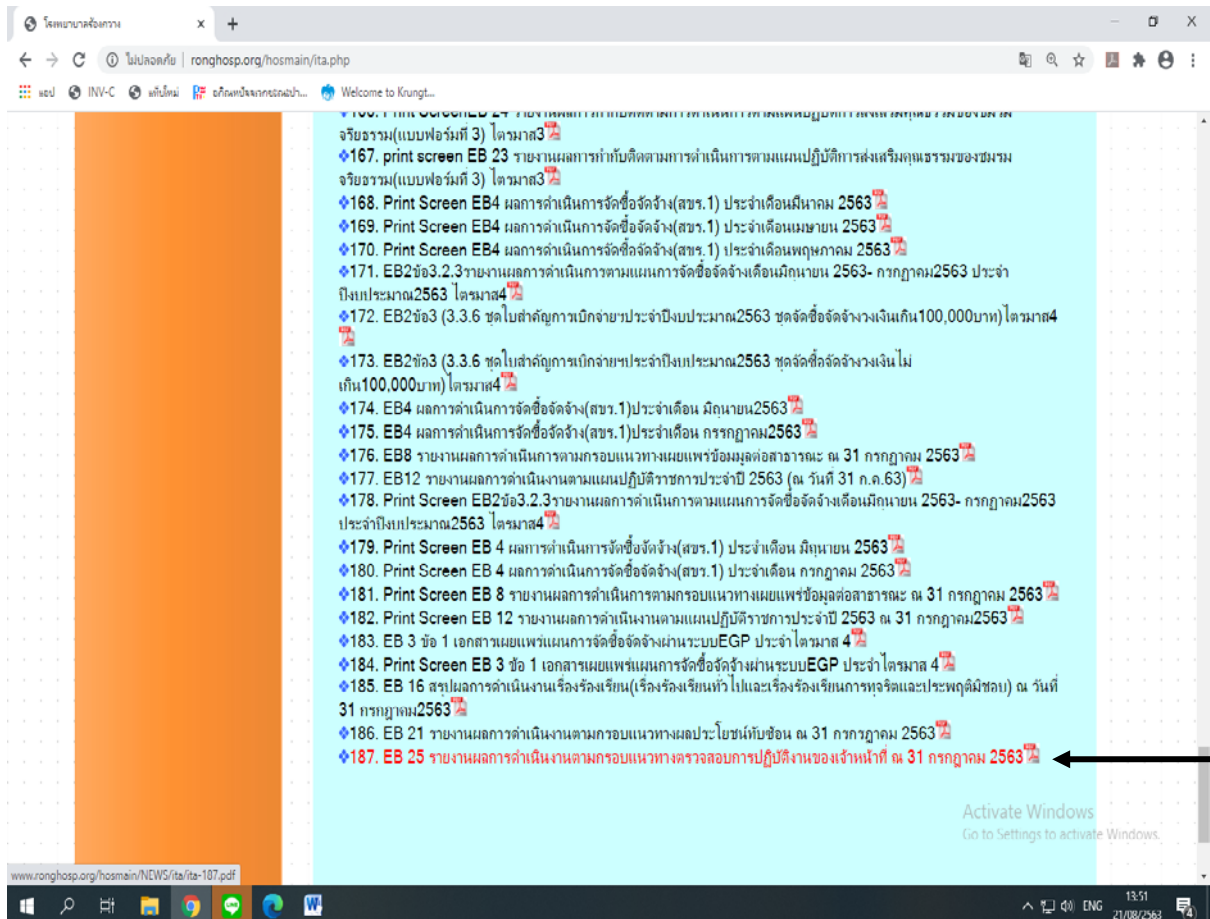 โรงพยาบาลร้องกวาง
ไม่ปลอดภัย | ronghosp.org/hosmain/ita.php
แอป INV-C แท็บใหม่ Welcome to Krungt...
จริยธรรม(แบบฟอร์มที่ 3) ไตรมาส3
❖167. print screen EB 23 รายงานผลการกำกับติดตามการดำเนินการตามแผนปฏิบัติการส่งเสริมคุณธรรมของชมรม
จริยธรรม(แบบฟอร์มที่ 3) ไตรมาส3
❖168. Print Screen EB4 ผลการดำเนินการจัดซื้อจัดจ้าง(สขร.1) ประจำเดือนมีนาคม 2563
❖169. Print Screen EB4 ผลการดำเนินการจัดซื้อจัดจ้าง(สขร.1) ประจำเดือนเมษายน 2563
❖170. Print Screen EB4 ผลการดำเนินการจัดซื้อจัดจ้าง(สขร.1) ประจำเดือนพฤษภาคม 2563
❖171. EB2ข้อ3.2.3รายงานผลการดำเนินการตามแผนการจัดซื้อจัดจ้างเดือนมิถุนายน 2563- กรกฏาคม2563 ประจำ
ปีงบประมาณ2563 ไตรมาส4
❖172. EB2ข้อ3 (3.3.6 ชุดใบสำคัญการเบิกจ่ายฯประจำปีงบประมาณ2563 ชุดจัดซื้อจัดจ้างวงเงินเกิน100,000บาท)ไตวมาส4
❖173. EB2ข้อ3 (3.3.6 ชุดใบสำคัญการเบิกจ่ายฯประจำปีงบประมาณ2563 ชุดจัดซื้อจัดจ้างวงเงินไม่
เกิน100,000บาท)ไตรมาส4
❖174. EB4 ผลการดำเนินการจัดซื้อจัดจ้าง(สขร.1)ประจำเดือน มิถุนายน2563
❖175. EB4 ผลการดำเนินการจัดซื้อจัดจ้าง(สขร.1)ประจำเดือน กรรกฏาคม2563
❖176. EB8 รายงานผลการดำเนินการตามกรอบแนวทางเผยแพร่ข้อมมูลต่อสาธารณะ ณ 31 กรกฎาคม 2563
❖177. EB12 รายงานผลการดำเนินงานตามแผนปฏิบัติราชการประจำปี 2563 (ณ วันที่ 31 ก.ค.63)
❖178. Print Screen EB2ข้อ3.2.3รายงานผลการดำเนินการตามแผนการจัดซื้อจัดจ้างเดือนมิถุนายน 2563- กรกฏาคม2563
ประจำปีงบประมาณ2563 ไตรมาส4
❖179. Print Screen EB 4 ผลการดำเนินการจัดซื้อจัดจ้าง(สขร.1) ประจำเดือน มิถุนายน 2563
❖180. Print Screen EB 4 ผลการดำเนินการจัดซื้อจัดจ้าง(สขร.1) ประจำเดือน กรกฎาคม 2563
❖181. Print Screen EB 8 รายงานผลการดำเนินการตามกรอบแนวทางเผยแพร่ข้อมูลต่อสาธารณะ ณ 31 กรกฎาคม 2563
❖182. Print Screen EB 12 รายงานผลการดำเนินงานตามแผนปฏิบัติราชการประจำปี 2563 ณ 31 กรกฎาคม2563
❖183. EB 3 ข้อ 1 เอกสารเผยแพร่แผนการจัดซื้อจัดจ้างผ่านระบบEGP ประจำไตรมาส 4
❖184. Print Screen EB 3 ข้อ 1 เอกสารเผยแพร่แผนการจัดซื้อจัดจ้างผ่านระบบEGP ประจำไตรมาส 4
❖185. EB 16 สรุปผลการดำเนินงานเรื่องร้องเรียน(เรื่องร้องเรียนทั่วไปและเรื่องร้องเรียนการทุจริตและประพฤติมิชอบ) ณ วันที่
31 กรกฎาคม2563
❖186. EB 21 รายงานผลการดำเนินงานตามกรอบแนวทางผลประโยชน์ทับซ้อน ณ 31 กรกรฎาคม 2563
❖187. EB 25 รายงานผลการดำเนินงานตามกรอบแนวทางตรวจสอบการปฏิบัติงานของเจ้าหน้าที่ ณ 31 กรกฎาคม 2563
Activate Windows
Go to Settings to activate Windows.
www.ronghosp.org/hosmain/NEWS/ita/ita-187.pdf
ENG
13:51
21/08/2563